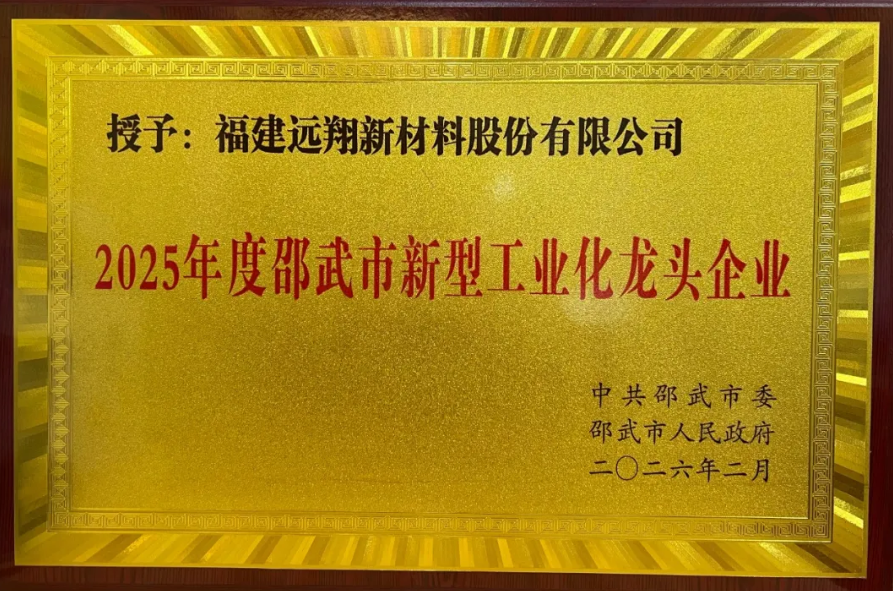 授予：福建远翔新材料股份有限公司
2025年度邵武市新型工业化龙头企业
中共邵武市委
邵武市人民政府
二〇二六年二月